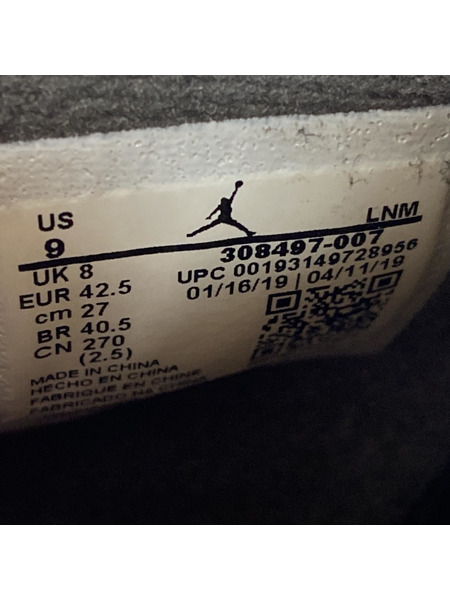 US
9
UK 8
EUR 42.5
cm 27
BR 40.5
CN 270
(2.5)
MADE IN CHINA
HECHO EN CHINA
FABRIQUE EN CHINE
FABRICADO NA CHINA
LNM
308497-007
UPC 00193149728956
01/16/19 | 04/11/19